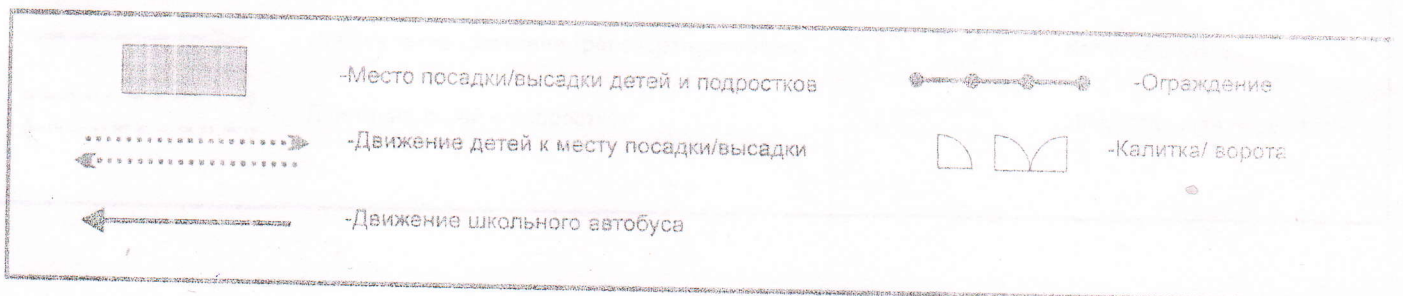 -Место посадки/высадки детей и подростков
-Ограждение
-Движение детей к месту посадки/высадки
-Калитка/ ворота
-Движение школьного автобуса